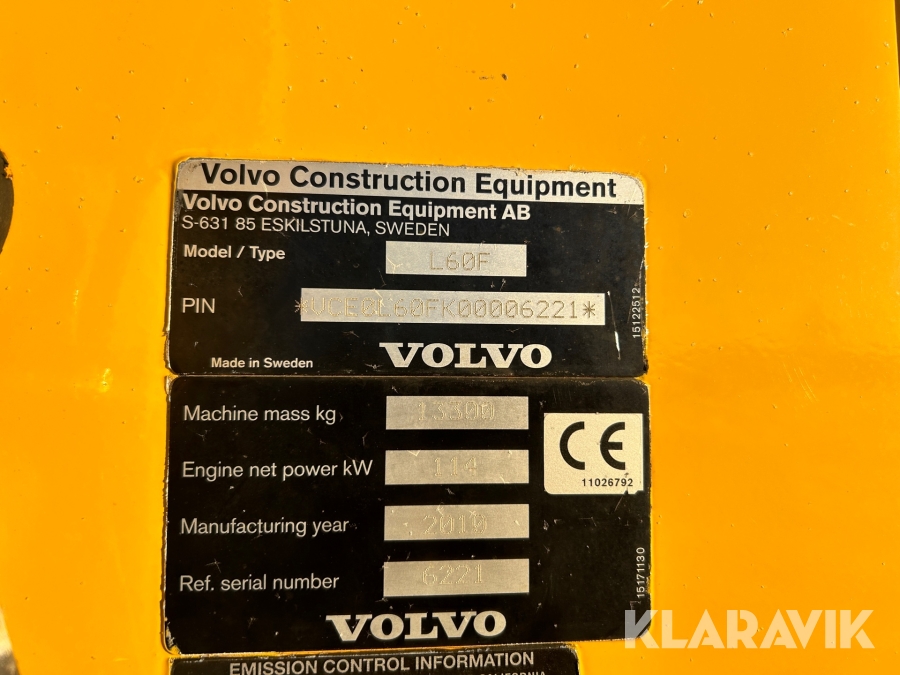 Volvo Construction Equipment
Volvo Construction Equipment AB
S-631 85 ESKILSTUNA, SWEDEN
Model / Type L60F
PIN *VCE0L60FK00006221*
15122512
Made in Sweden VOLVO
Machine mass kg 13300
CE
Engine net power kW 114
11026792
Manufacturing year 2010
Ref. serial number 6221
15171130
VOLVO
KLARAVIK
EMISSION CONTROL INFORMATION